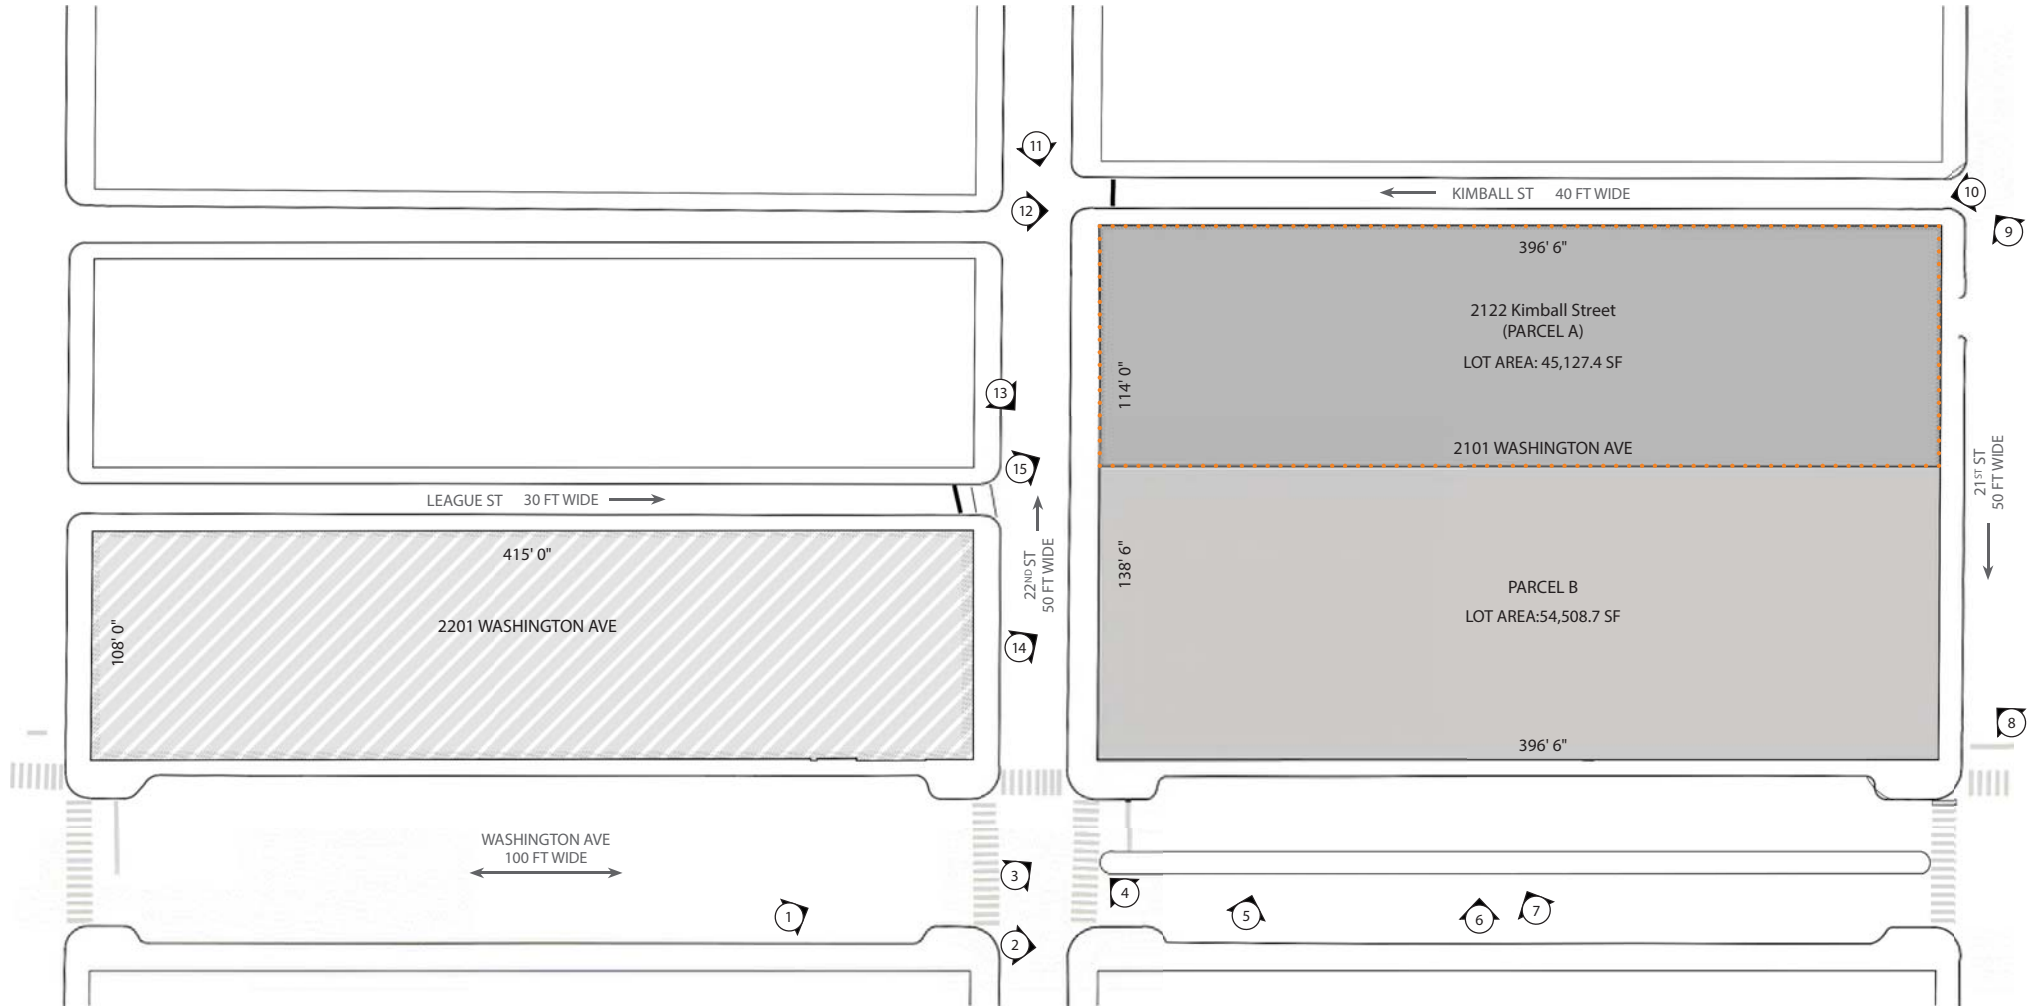 11
KIMBALL ST 40 FT WIDE
10
12
9
396' 6"
2122 Kimball Street
(PARCEL A)
LOT AREA: 45,127.4 SF
114' 0"
13
2101 WASHINGTON AVE
15
21ST ST
50 FT WIDE
LEAGUE ST 30 FT WIDE
415' 0"
22ND ST
50 FT WIDE
138' 6"
PARCEL B
LOT AREA:54,508.7 SF
2201 WASHINGTON AVE
108' 0"
14
8
396' 6"
WASHINGTON AVE
100 FT WIDE
3
4
1
5
6
7
2